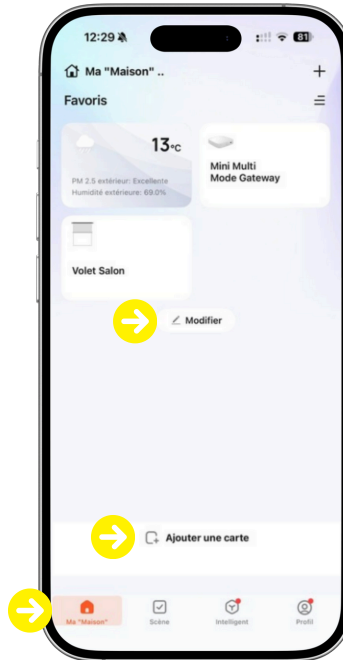 12:29
81
Ma "Maison" ..
Favoris
13°C
PM 2.5 extérieur: Excellente
Humidité extérieure: 69.0%
Mini Multi
Mode Gateway
Volet Salon
Modifier
Ajouter une carte
Ma "Maison"
Scène
Intelligent
Profil